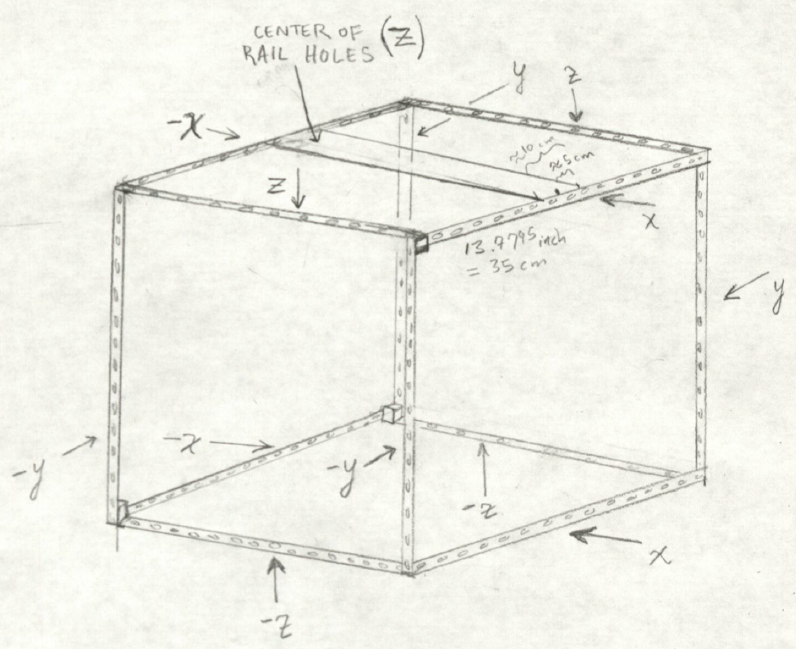 CENTER OF
RAIL HOLES (Z)
y
z
-x
≈10 cm
≈5 cm
z
x
13.7795 inch
= 35 cm
y
-x
-y
-y
-z
x
-z